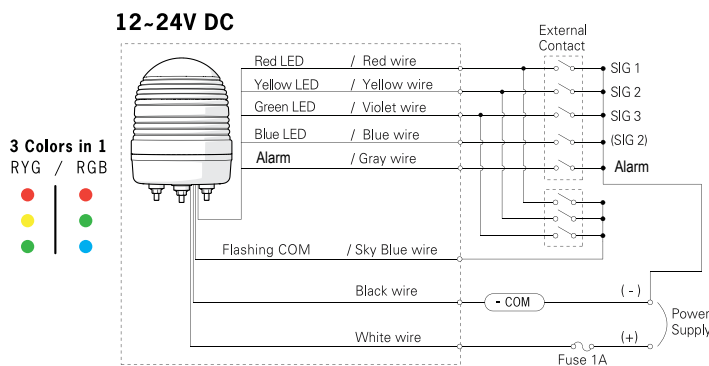 12~24V DC
External
Contact
Red LED / Red wire
SIG 1
Yellow LED / Yellow wire
SIG 2
Green LED / Violet wire
SIG 3
Blue LED / Blue wire
(SIG 2)
Alarm / Gray wire
Alarm
3 Colors in 1
RYG / RGB
Flashing COM / Sky Blue wire
Black wire
- COM
(-)
Power
Supply
White wire
(+)
Fuse 1A